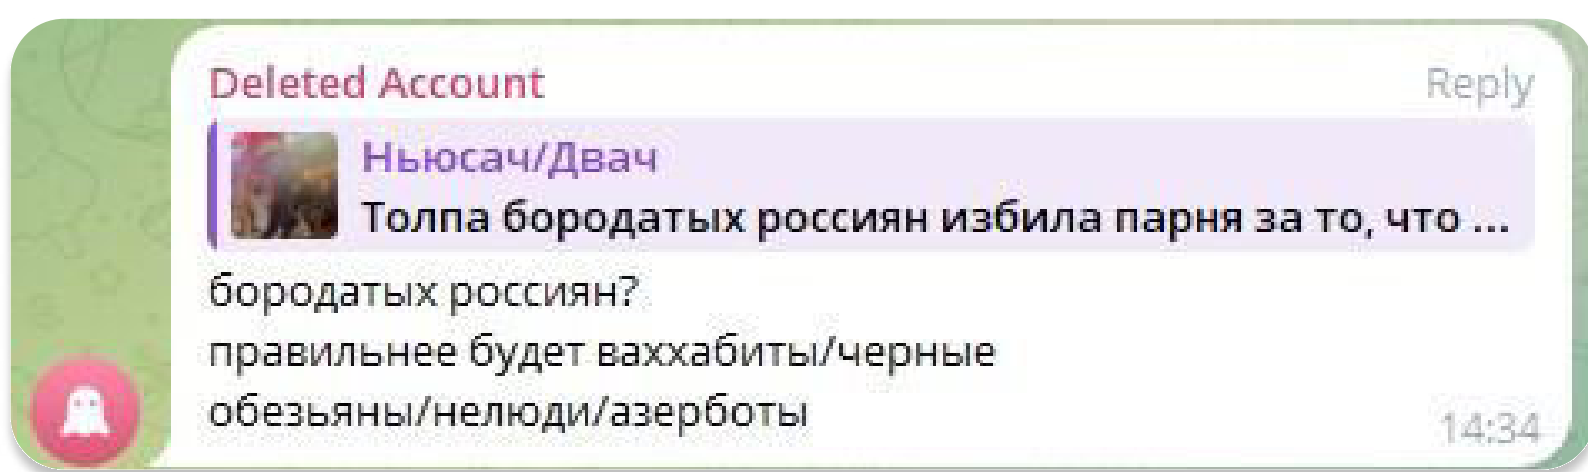 Deleted Account
Reply
Ньюсач/Двач
Толпа бородатых россиян избила парня за то, что ...
бородатых россиян?
правильнее будет ваххабиты/черные
обезьяны/нелюди/азерботы
14:34